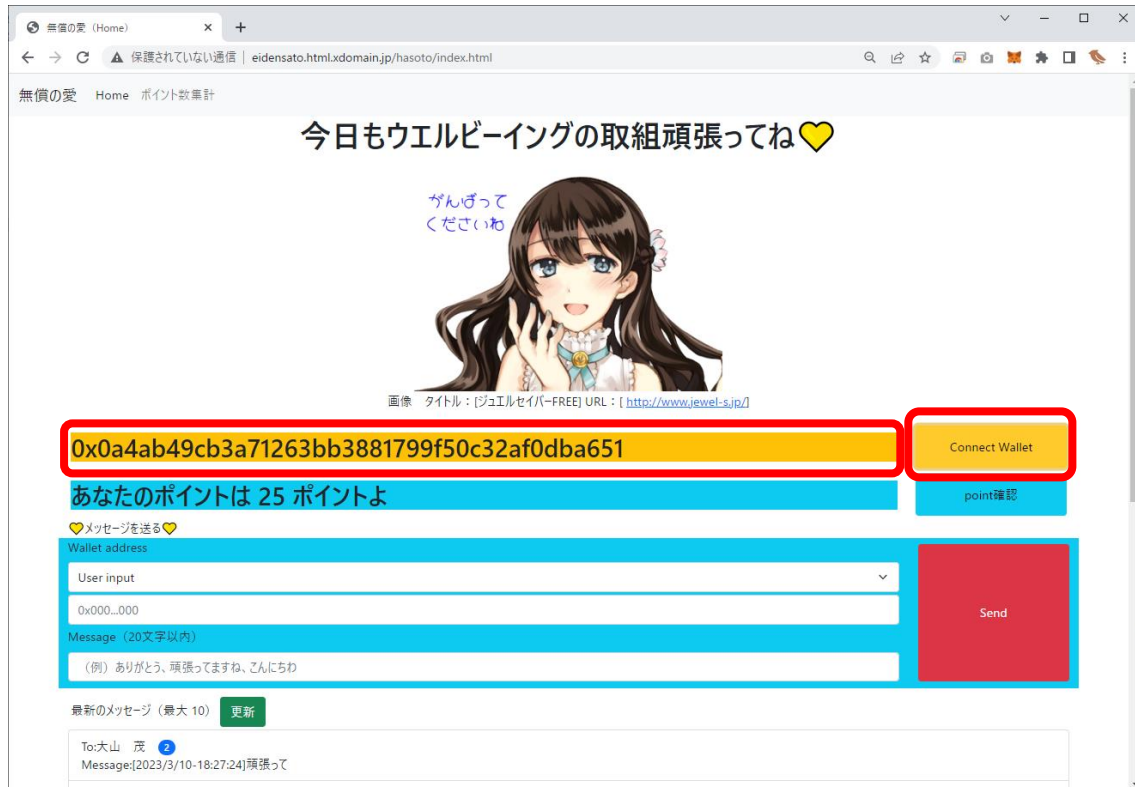 無償の愛 (Home)
保護されていない通信 | eidensato.html.xdomain.jp/hasoto/index.html
無償の愛 Home ポイント数集計
今日もウエルビーイングの取組頑張ってね
がんばって
くださいね
画像 タイトル：[ジュエルセイバーFREE] URL：[ http://www.jewel-s.jp/]
0x0a4ab49cb3a71263bb3881799f50c32af0dba651
Connect Wallet
あなたのポイントは 25 ポイントよ
point確認
メッセージを送る
Wallet address
User input
0x000...000
Send
Message（20文字以内）
（例）ありがとう、頑張ってますね、こんにちわ
最新のメッセージ（最大 10） 更新
To:大山 茂 2
Message:[2023/3/10-18:27:24]頑張って